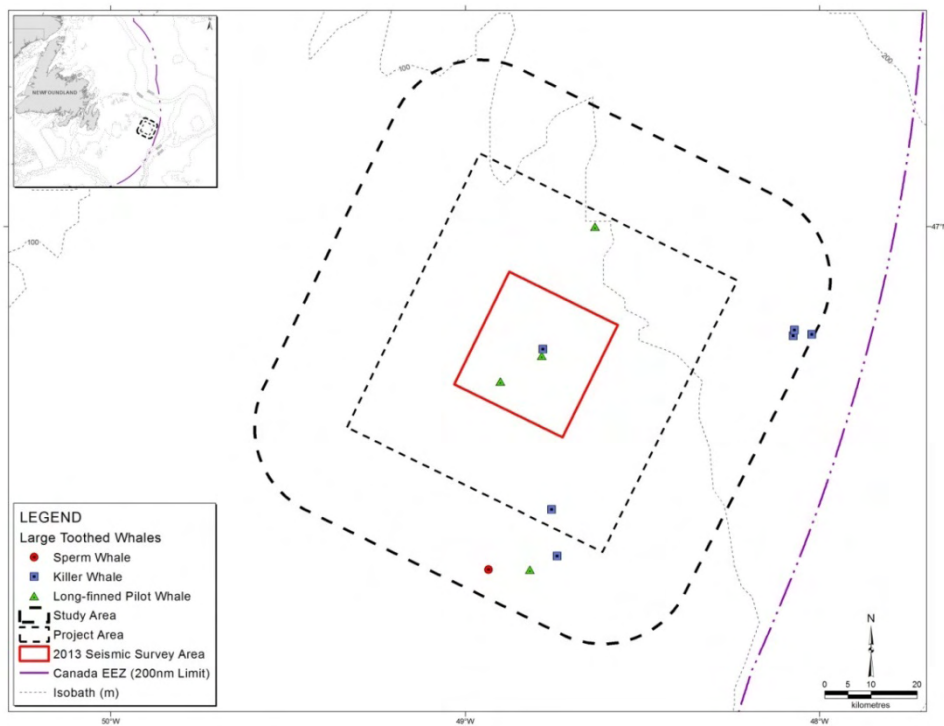 NEWFOUNDLAND
100
200
47°N
100
LEGEND
Large Toothed Whales
Sperm Whale
Killer Whale
Long-finned Pilot Whale
Study Area
Project Area
2013 Seismic Survey Area
Canada EEZ (200nm Limit)
Isobath (m)
N
0 5 10 20
kilometres
50°W 49°W 48°W